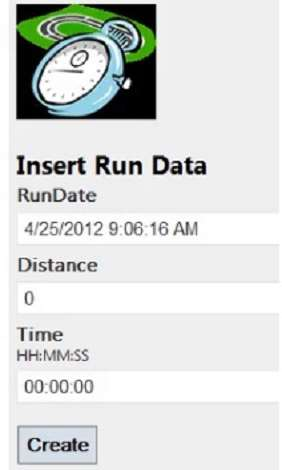 Insert Run Data
RunDate
4/25/2012 9:06:16 AM
Distance
0
Time
HH:MM:SS
00:00:00
Create